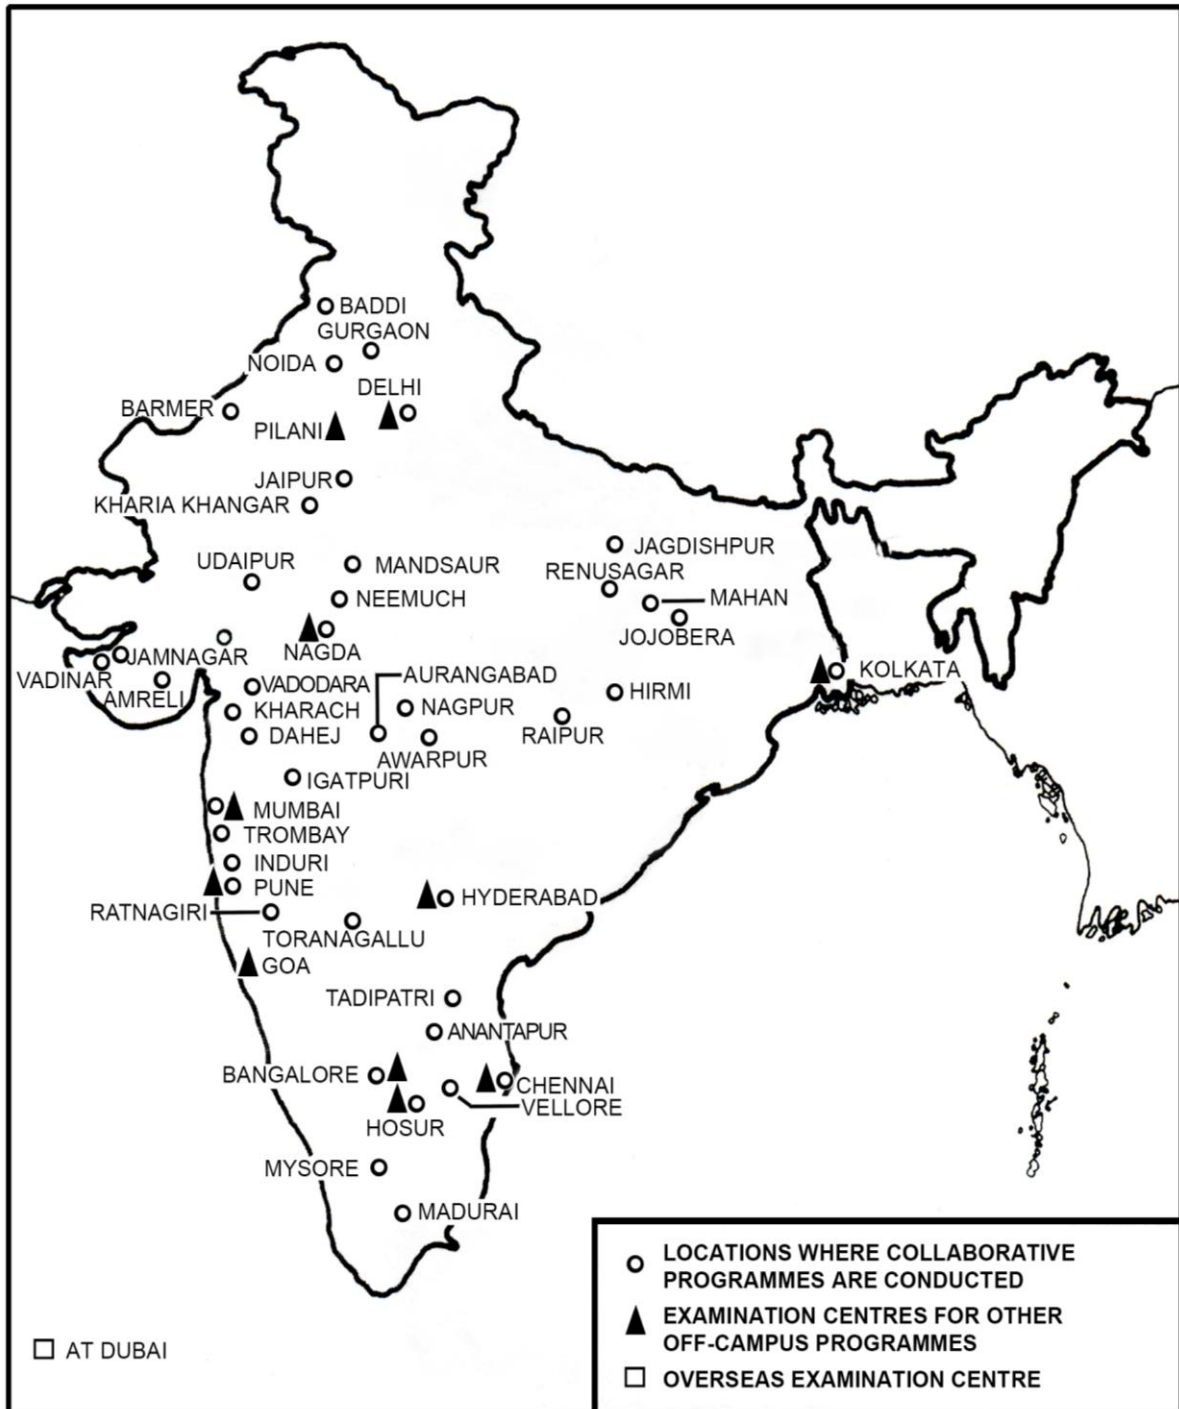 BADDI
GURGAON
NOIDA
DELHI
BARMER
PILANI
JAIPUR
KHARIA KHANGAR
JAGDISHPUR
UDAIPUR
MANDSAUR
RENUSAGAR
NEEMUCH
MAHAN
JOJOBERA
NAGDA
JAMNAGAR
KOLKATA
VADINAR
AURANGABAD
AMRELI
VADODARA
HIRMI
KHARACH
NAGPUR
DAHEJ
RAIPUR
AWARPUR
IGATPURI
MUMBAI
TROMBAY
INDURI
PUNE
HYDERABAD
RATNAGIRI
TORANAGALLU
GOA
TADIPATRI
ANANTAPUR
BANGALORE
CHENNAI
VELLORE
HOSUR
MYSORE
MADURAI
LOCATIONS WHERE COLLABORATIVE
PROGRAMMES ARE CONDUCTED
EXAMINATION CENTRES FOR OTHER
OFF-CAMPUS PROGRAMMES
AT DUBAI
OVERSEAS EXAMINATION CENTRE